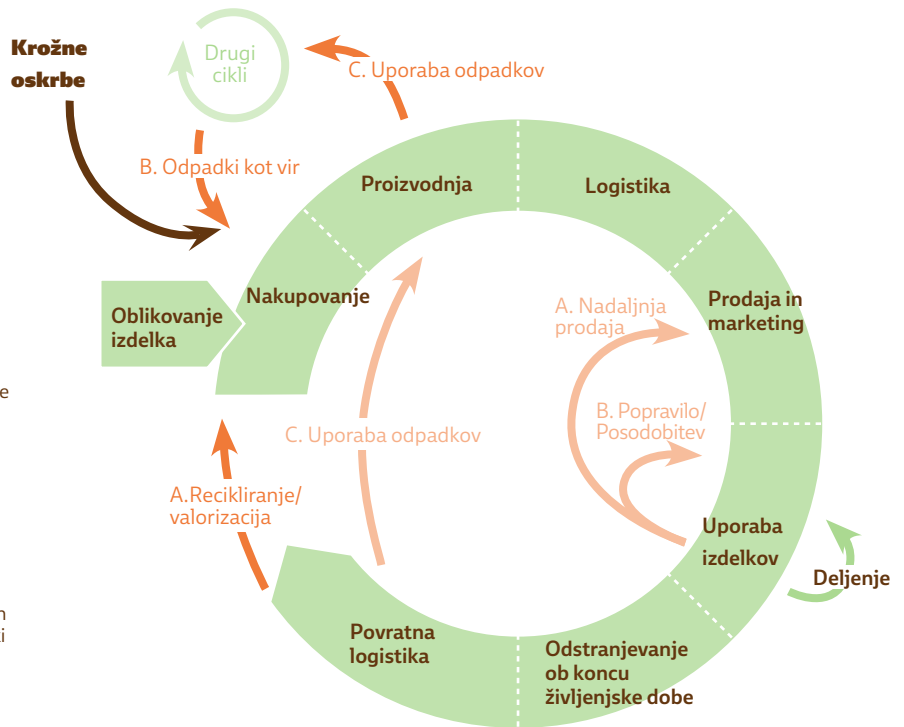 Krožne
oskrbe
Drugi
cikli
C. Uporaba odpadkov
B. Odpadki kot vir
Proizvodnja
Logistika
Oblikovanje
izdelka
Nakupovanje
Prodaja in
marketing
A. Nadaljnja
prodaja
B. Popravilo/
Posodobitev
C. Uporaba odpadkov
A.Recikliranje/
valorizacija
Uporaba
izdelkov
Deljenje
Povratna
logistika
Odstranjevanje
ob koncu
življenjske dobe